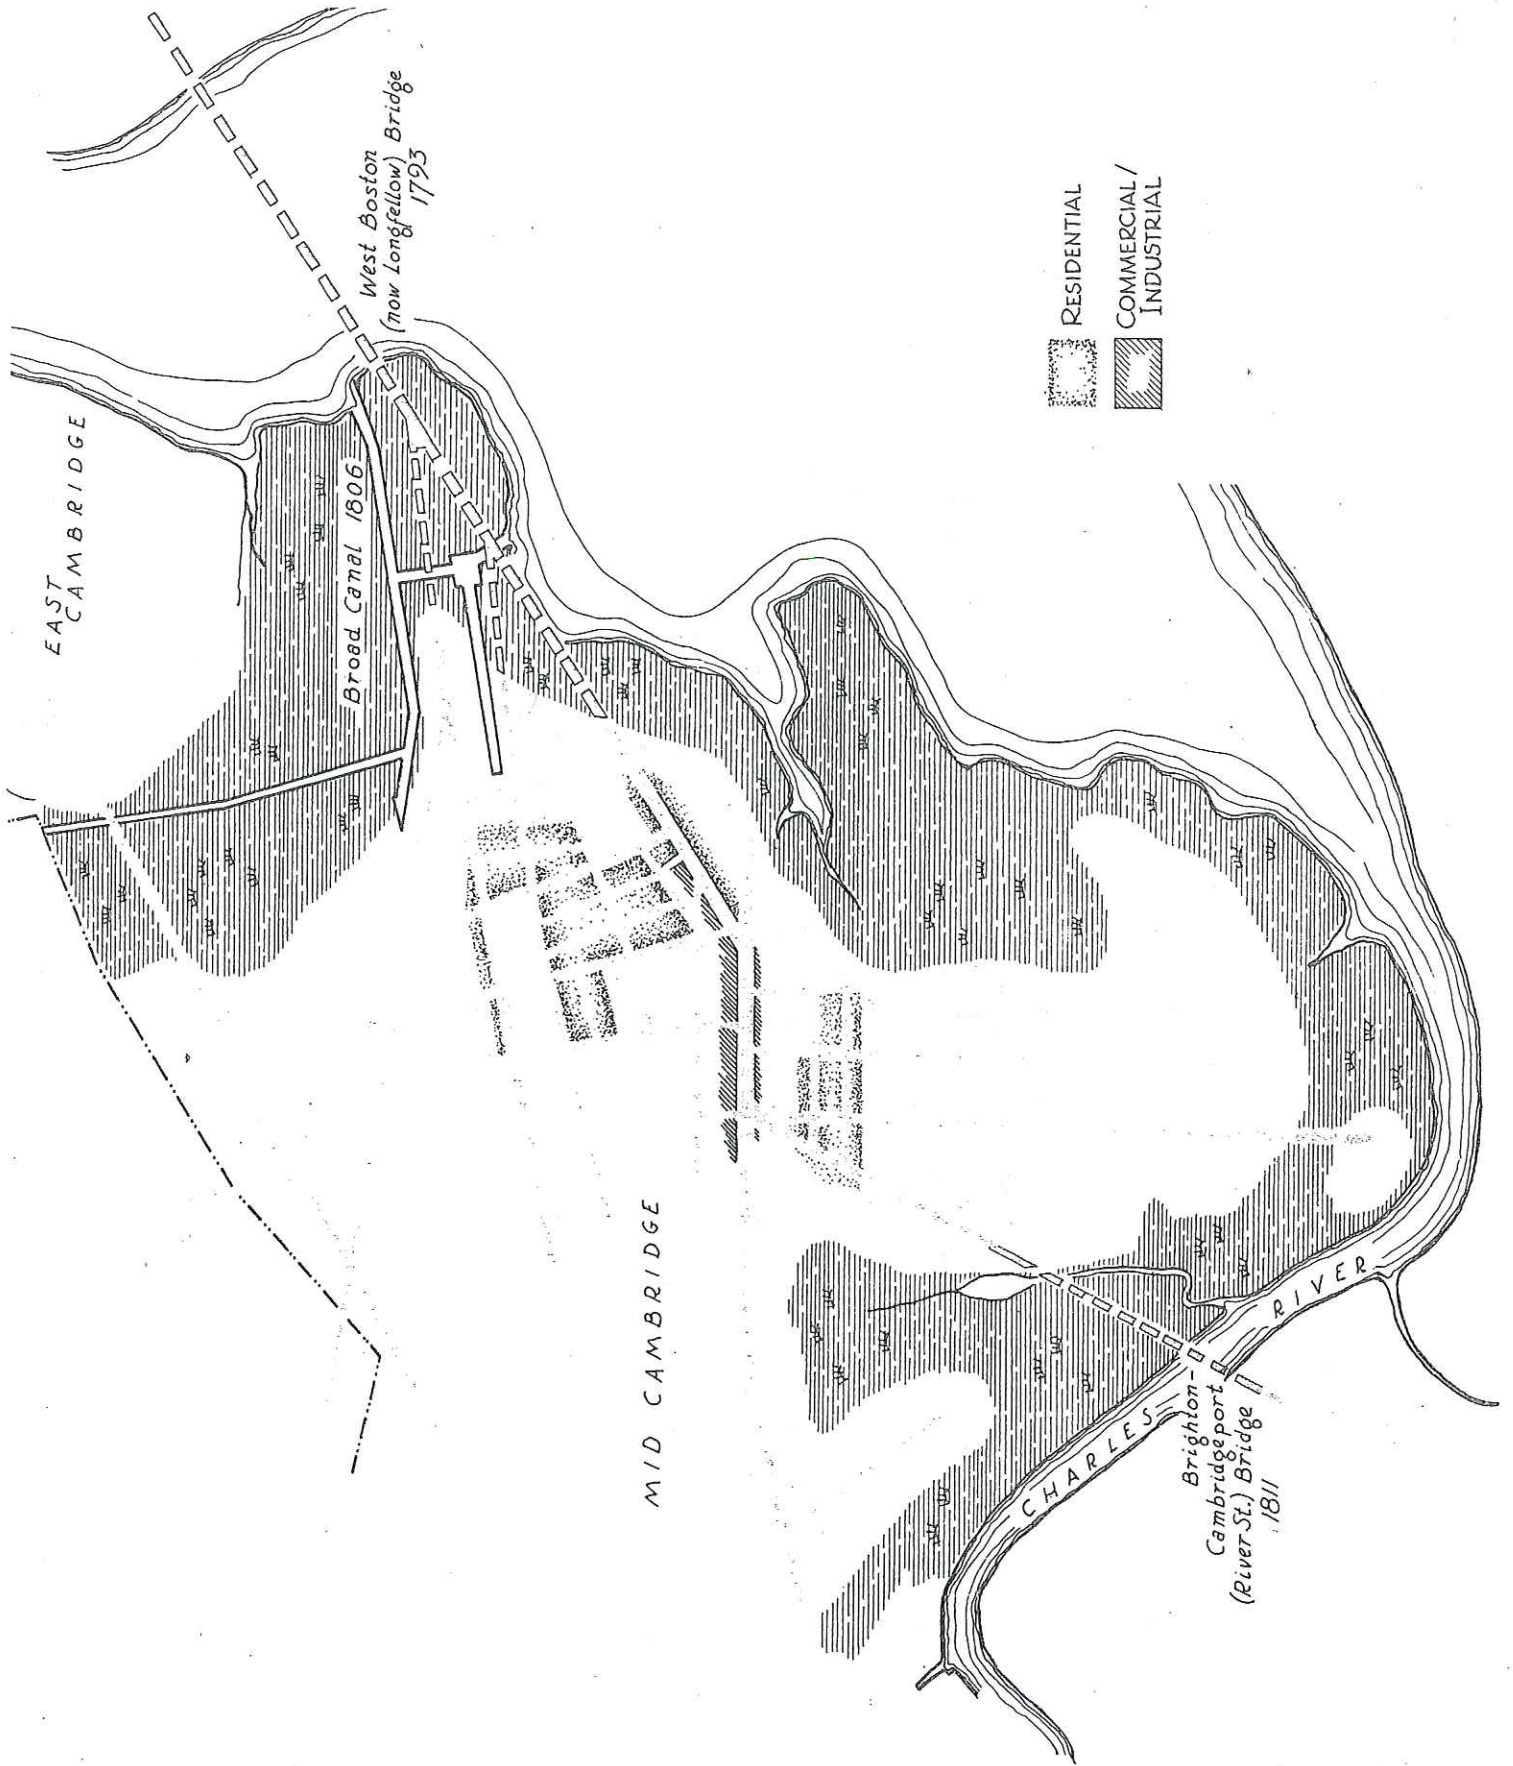 EAST
CAMBRIDGE
West Boston
(now Longfellow) Bridge
1793
Broad Canal 1806
RESIDENTIAL
COMMERCIAL/
INDUSTRIAL
MID CAMBRIDGE
CHARLES RIVER
Brighton-
Cambridgeport
(River St.) Bridge
1811